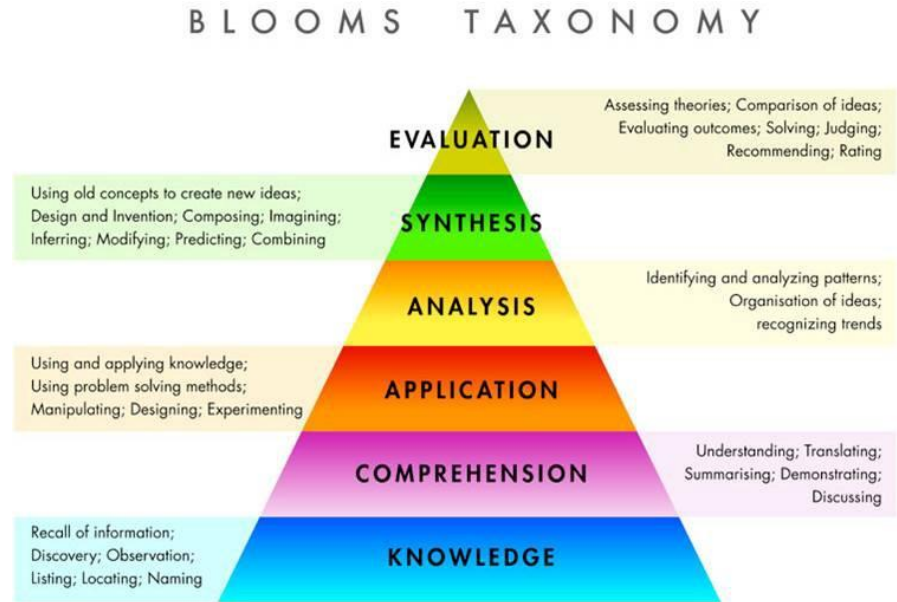 BLOOMS TAXONOMY
EVALUATION
Assessing theories; Comparison of ideas;
Evaluating outcomes; Solving; Judging;
Recommending; Rating
Using old concepts to create new ideas;
Design and Invention; Composing; Imagining;
Inferring; Modifying; Predicting; Combining
SYNTHESIS
ANALYSIS
Identifying and analyzing patterns;
Organisation of ideas;
recognizing trends
Using and applying knowledge;
Using problem solving methods;
Manipulating; Designing; Experimenting
APPLICATION
COMPREHENSION
Understanding; Translating;
Summarising; Demonstrating;
Discussing
Recall of information;
Discovery; Observation;
Listing; Locating; Naming
KNOWLEDGE